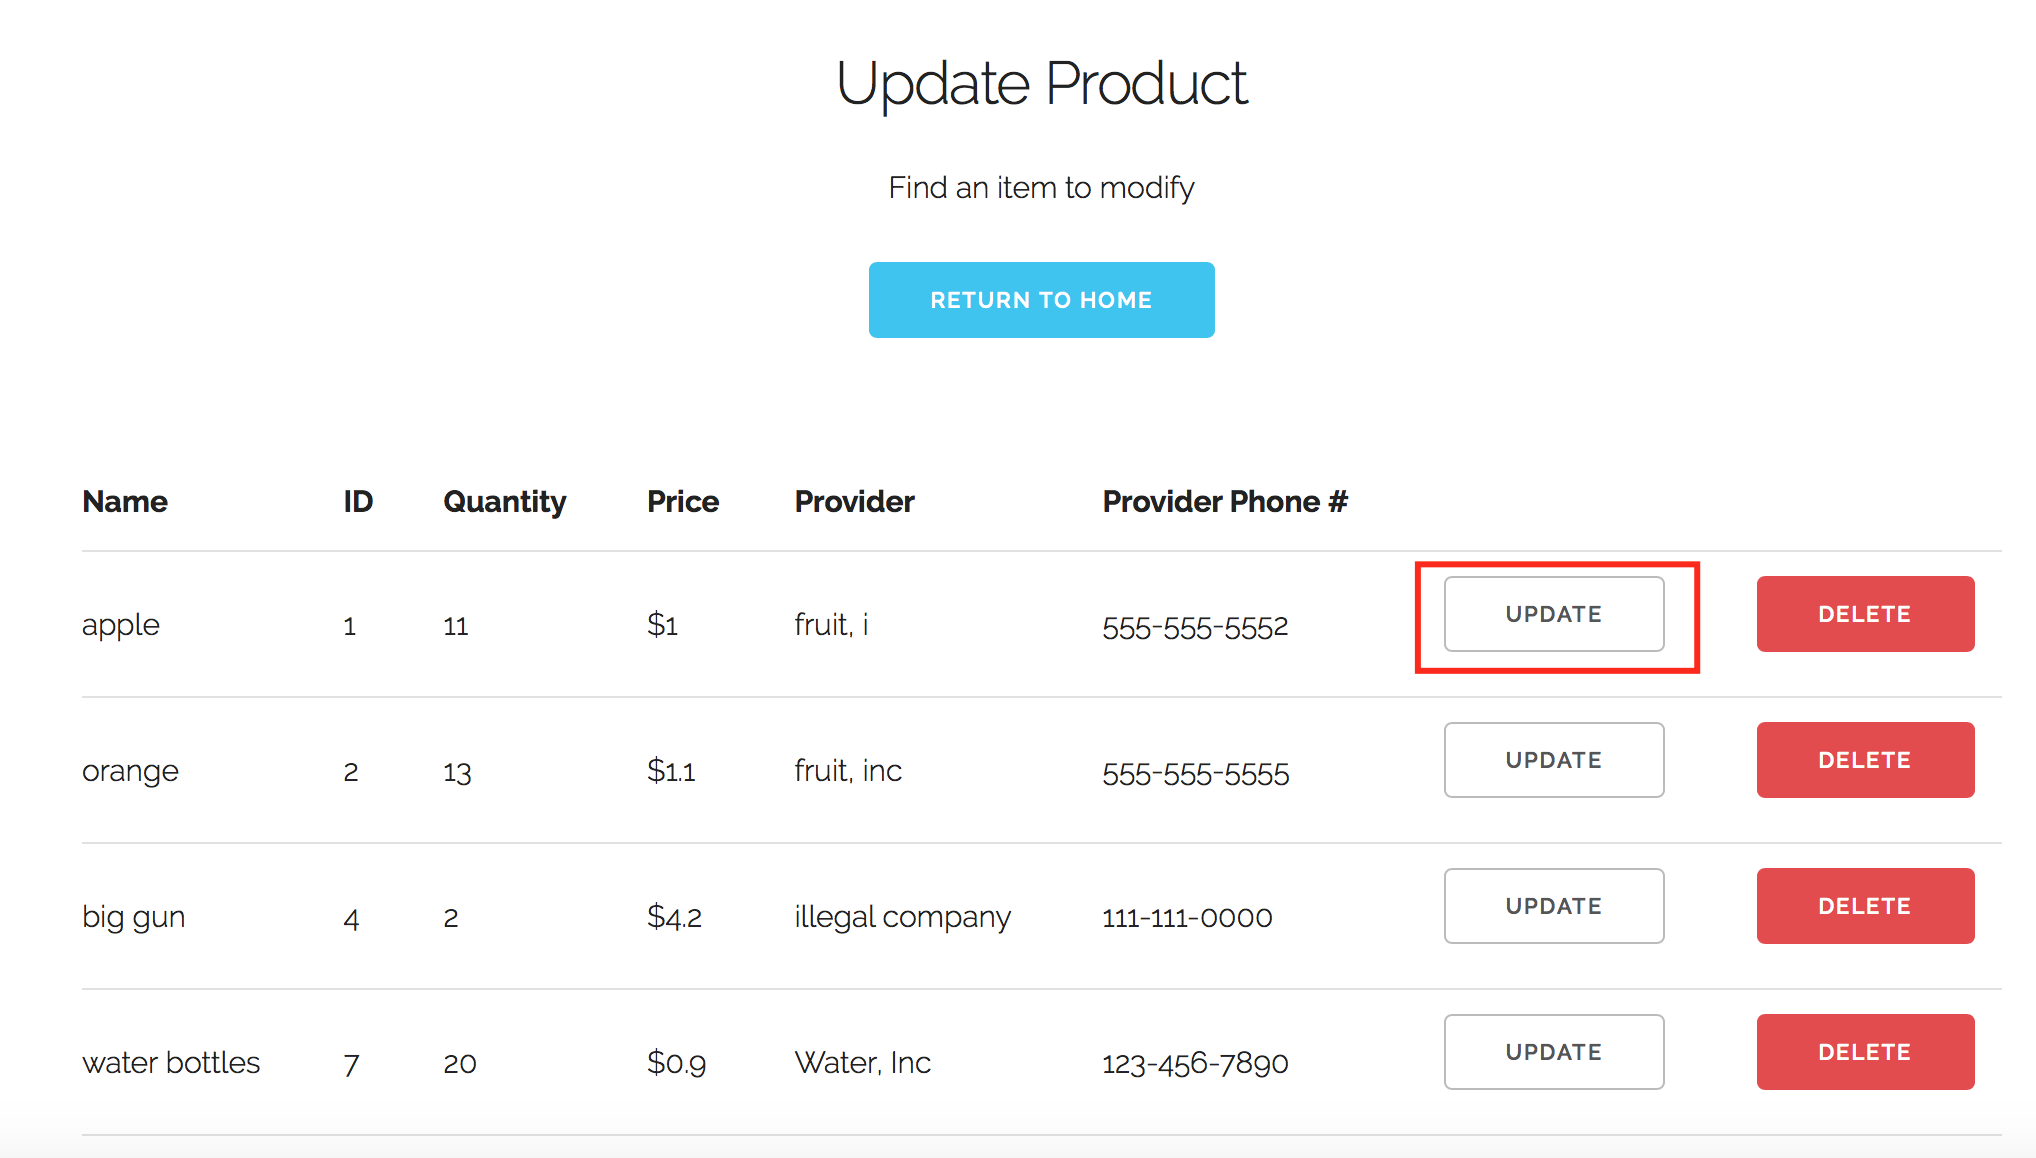 Update Product
Find an item to modify
RETURN TO HOME
Name ID Quantity Price Provider Provider Phone #
apple 1 11 $1 fruit, i 555-555-5552 UPDATE DELETE
orange 2 13 $1.1 fruit, inc 555-555-5555 UPDATE DELETE
big gun 4 2 $4.2 illegal company 111-111-0000 UPDATE DELETE
water bottles 7 20 $0.9 Water, Inc 123-456-7890 UPDATE DELETE